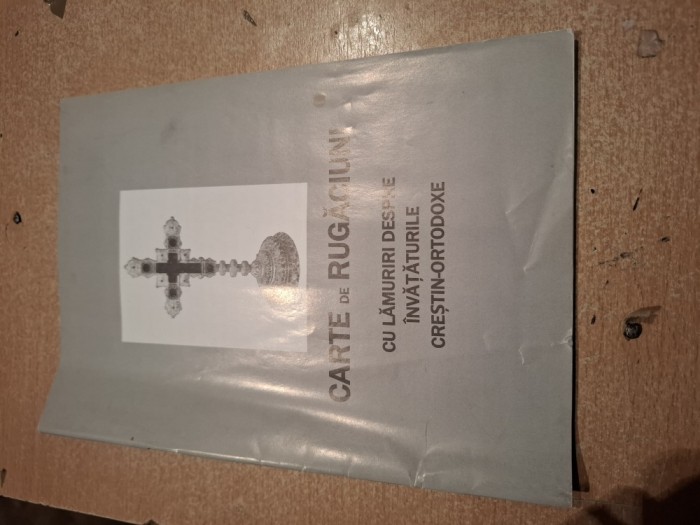 CARTE DE RUGĂCIUNI
CU LĂMURIRI DESPRE
ÎNVĂȚĂTURILE
CREȘTIN-ORTODOXE